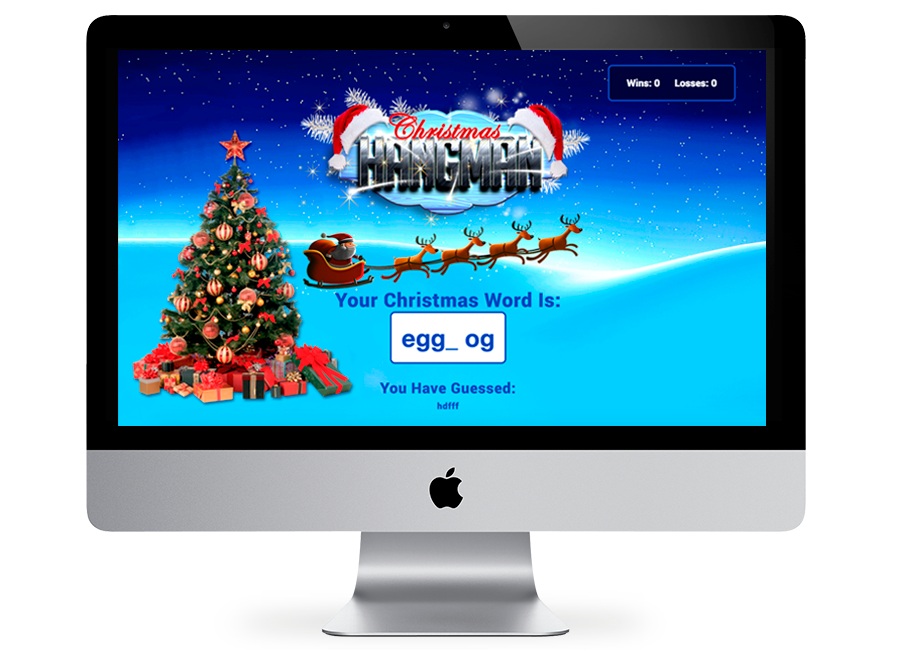 Wins: 0 Losses: 0
Christmas
HANGMAN
Your Christmas Word Is:
egg_ og
You Have Guessed:
hdfff